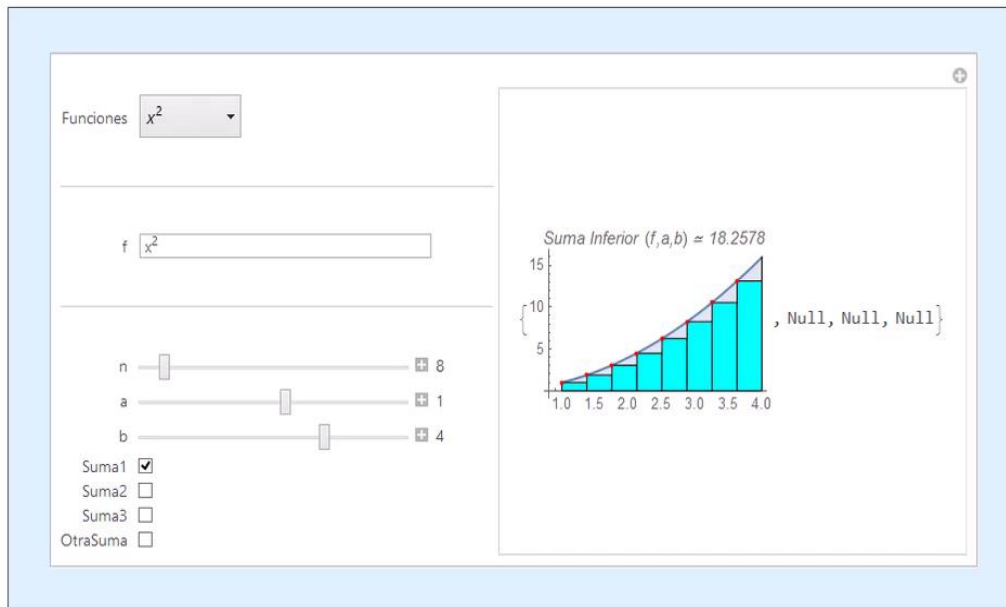 Funciones x²
f x²
n 8
a 1
b 4
Suma1
Suma2
Suma3
OtraSuma
Suma Inferior (f,a,b) ≃ 18.2578
15
10
5
{ , Null, Null, Null}
1.0 1.5 2.0 2.5 3.0 3.5 4.0